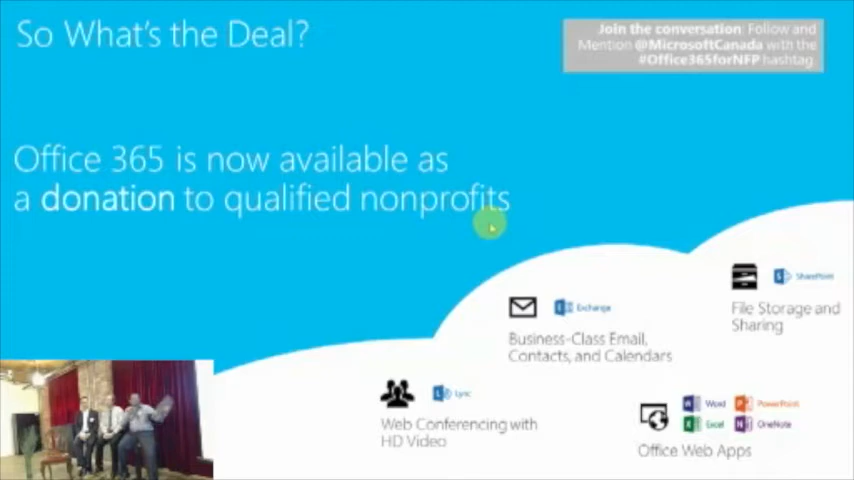 So What's the Deal?
Join the conversation: Follow and
Mention @MicrosoftCanada with the
#Office365forNFP hashtag.
Office 365 is now available as
a donation to qualified nonprofits
SharePoint
File Storage and
Sharing
Exchange
Business-Class Email,
Contacts, and Calendars
Lync
Web Conferencing with
HD Video
Word PowerPoint
Excel OneNote
Office Web Apps